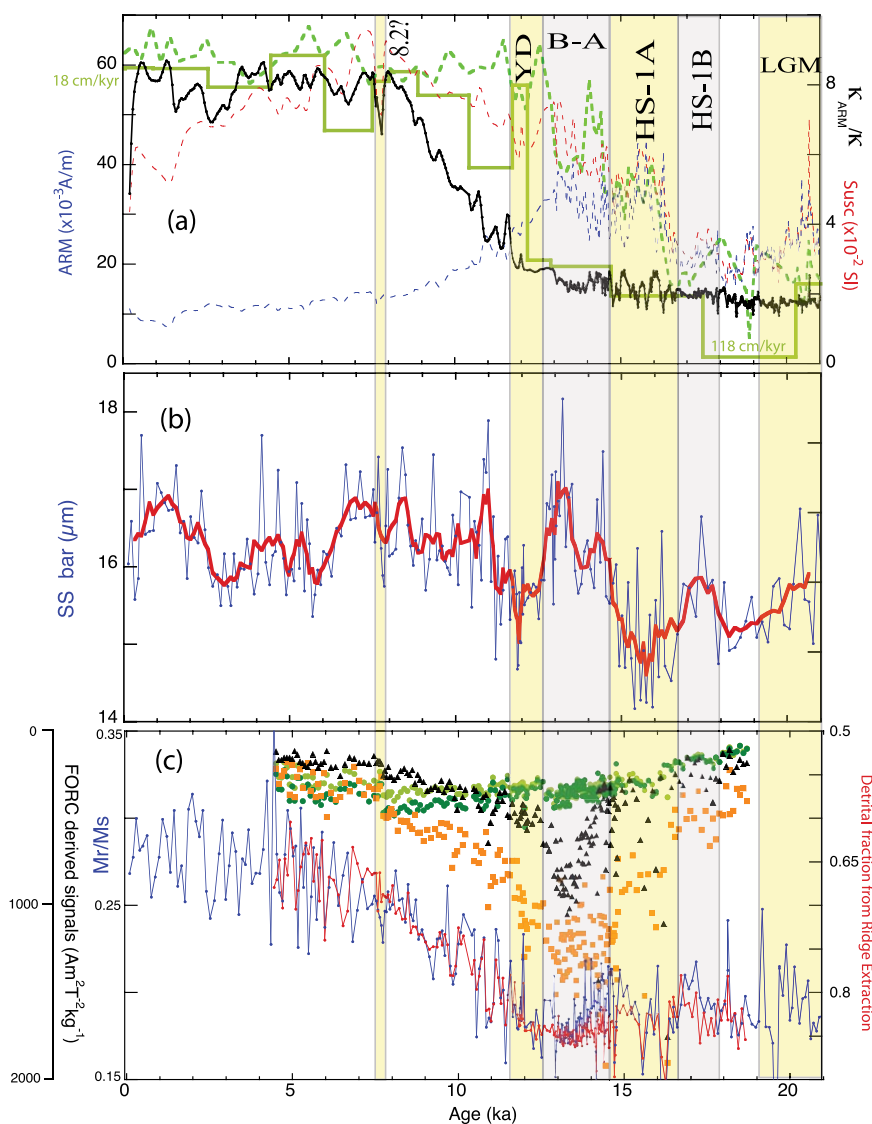 60
40
20
0
ARM (x10⁻³A/m)
18 cm/kyr
(a)
8.2?
YD
B-A
HS-1A
HS-1B
LGM
118 cm/kyr
8
4
0
K ARM/K
Susc (x10⁻² SI)
18
16
14
SS bar (µm)
(b)
0
1000
2000
FORC derived signals (Am²T⁻²kg⁻¹)
0.35
0.25
0.15
Mr/Ms
(c)
0.5
0.65
0.8
Detrital fraction from Ridge Extraction
0 5 10 15 20
Age (ka)